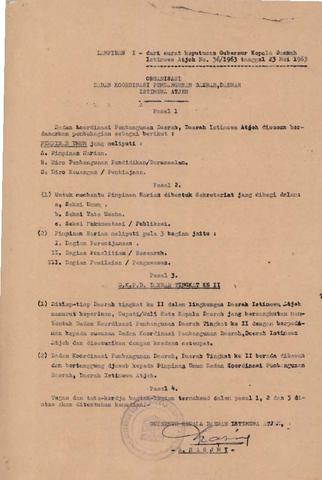 LAMPIRAN I - dari surat keputusan Gubernur Kepala Daerah
Istimewa Atjeh No. 36/1963 tanggal 23 Mei 1963
ORGANISASI
BADAN KOORDINASI PEMBANGUNAN DAERAH, DAERAH
ISTIMEWA ATJEH
Pasal 1
Badan koordinasi Pembangunan Daerah, Daerah Istimewa Atjeh disusun ber-
dasarkan pembahagian sebagai berikut :
PIMPINAN UMUM jang meliputi :
A. Pimpinan Harian.
B. Biro Pembangunan Pendidikan/Darussalam.
C. Biro Keuangan / Pembiajaan.
Pasal 2.
(1) Untuk membantu Pimpinan Harian dibentuk Sekretariat jang dibagi dalam:
a. Seksi Umum .
b. Seksi Tata Usaha.
c. Seksi Dokumentasi / Publikasi.
(2) Pimpinan Harian meliputi pula 3 bagian jaitu :
I. Bagian Perentjanaan .
II. Bagian Penelitian / Research.
III. Bagian Penilaian / Pengawasan.
Pasal 3.
B.K.P.D. DAERAH TINGKAT KE II
(1) Ditiap-tiap Daerah tingkat ke II dalam lingkungan Daerah Istimewa Atjeh
menurut keperluan, Bupati/Wali Kota Kepala Daerah jang bersangkutan mem-
bentuk Badan Koordinasi Pembangunan Daerah Tingkat ke II dengan berpedoman
kepada susunan Badan Koordinasi Pembangunan Daerah, Daerah Istimewa
Atjeh dan disesuaikan dengan keadaan setempat.
(2) Badan Koordinasi Pembangunan Daerah, Daerah Tingkat ke II berada dibawah
dan bertanggung djawab kepada Pimpinan Umum Badan Koordinasi Pembangunan
Daerah, Daerah Istimewa Atjeh.
Pasal 4.
Tugas dan tata-kerdja bagian-bagian termaksud dalam pasal 1, 2 dan 3 di-
atas akan ditentukan kemudian.
GUBERNUR KEPALA DAERAH ISTIMEWA ATJEH,